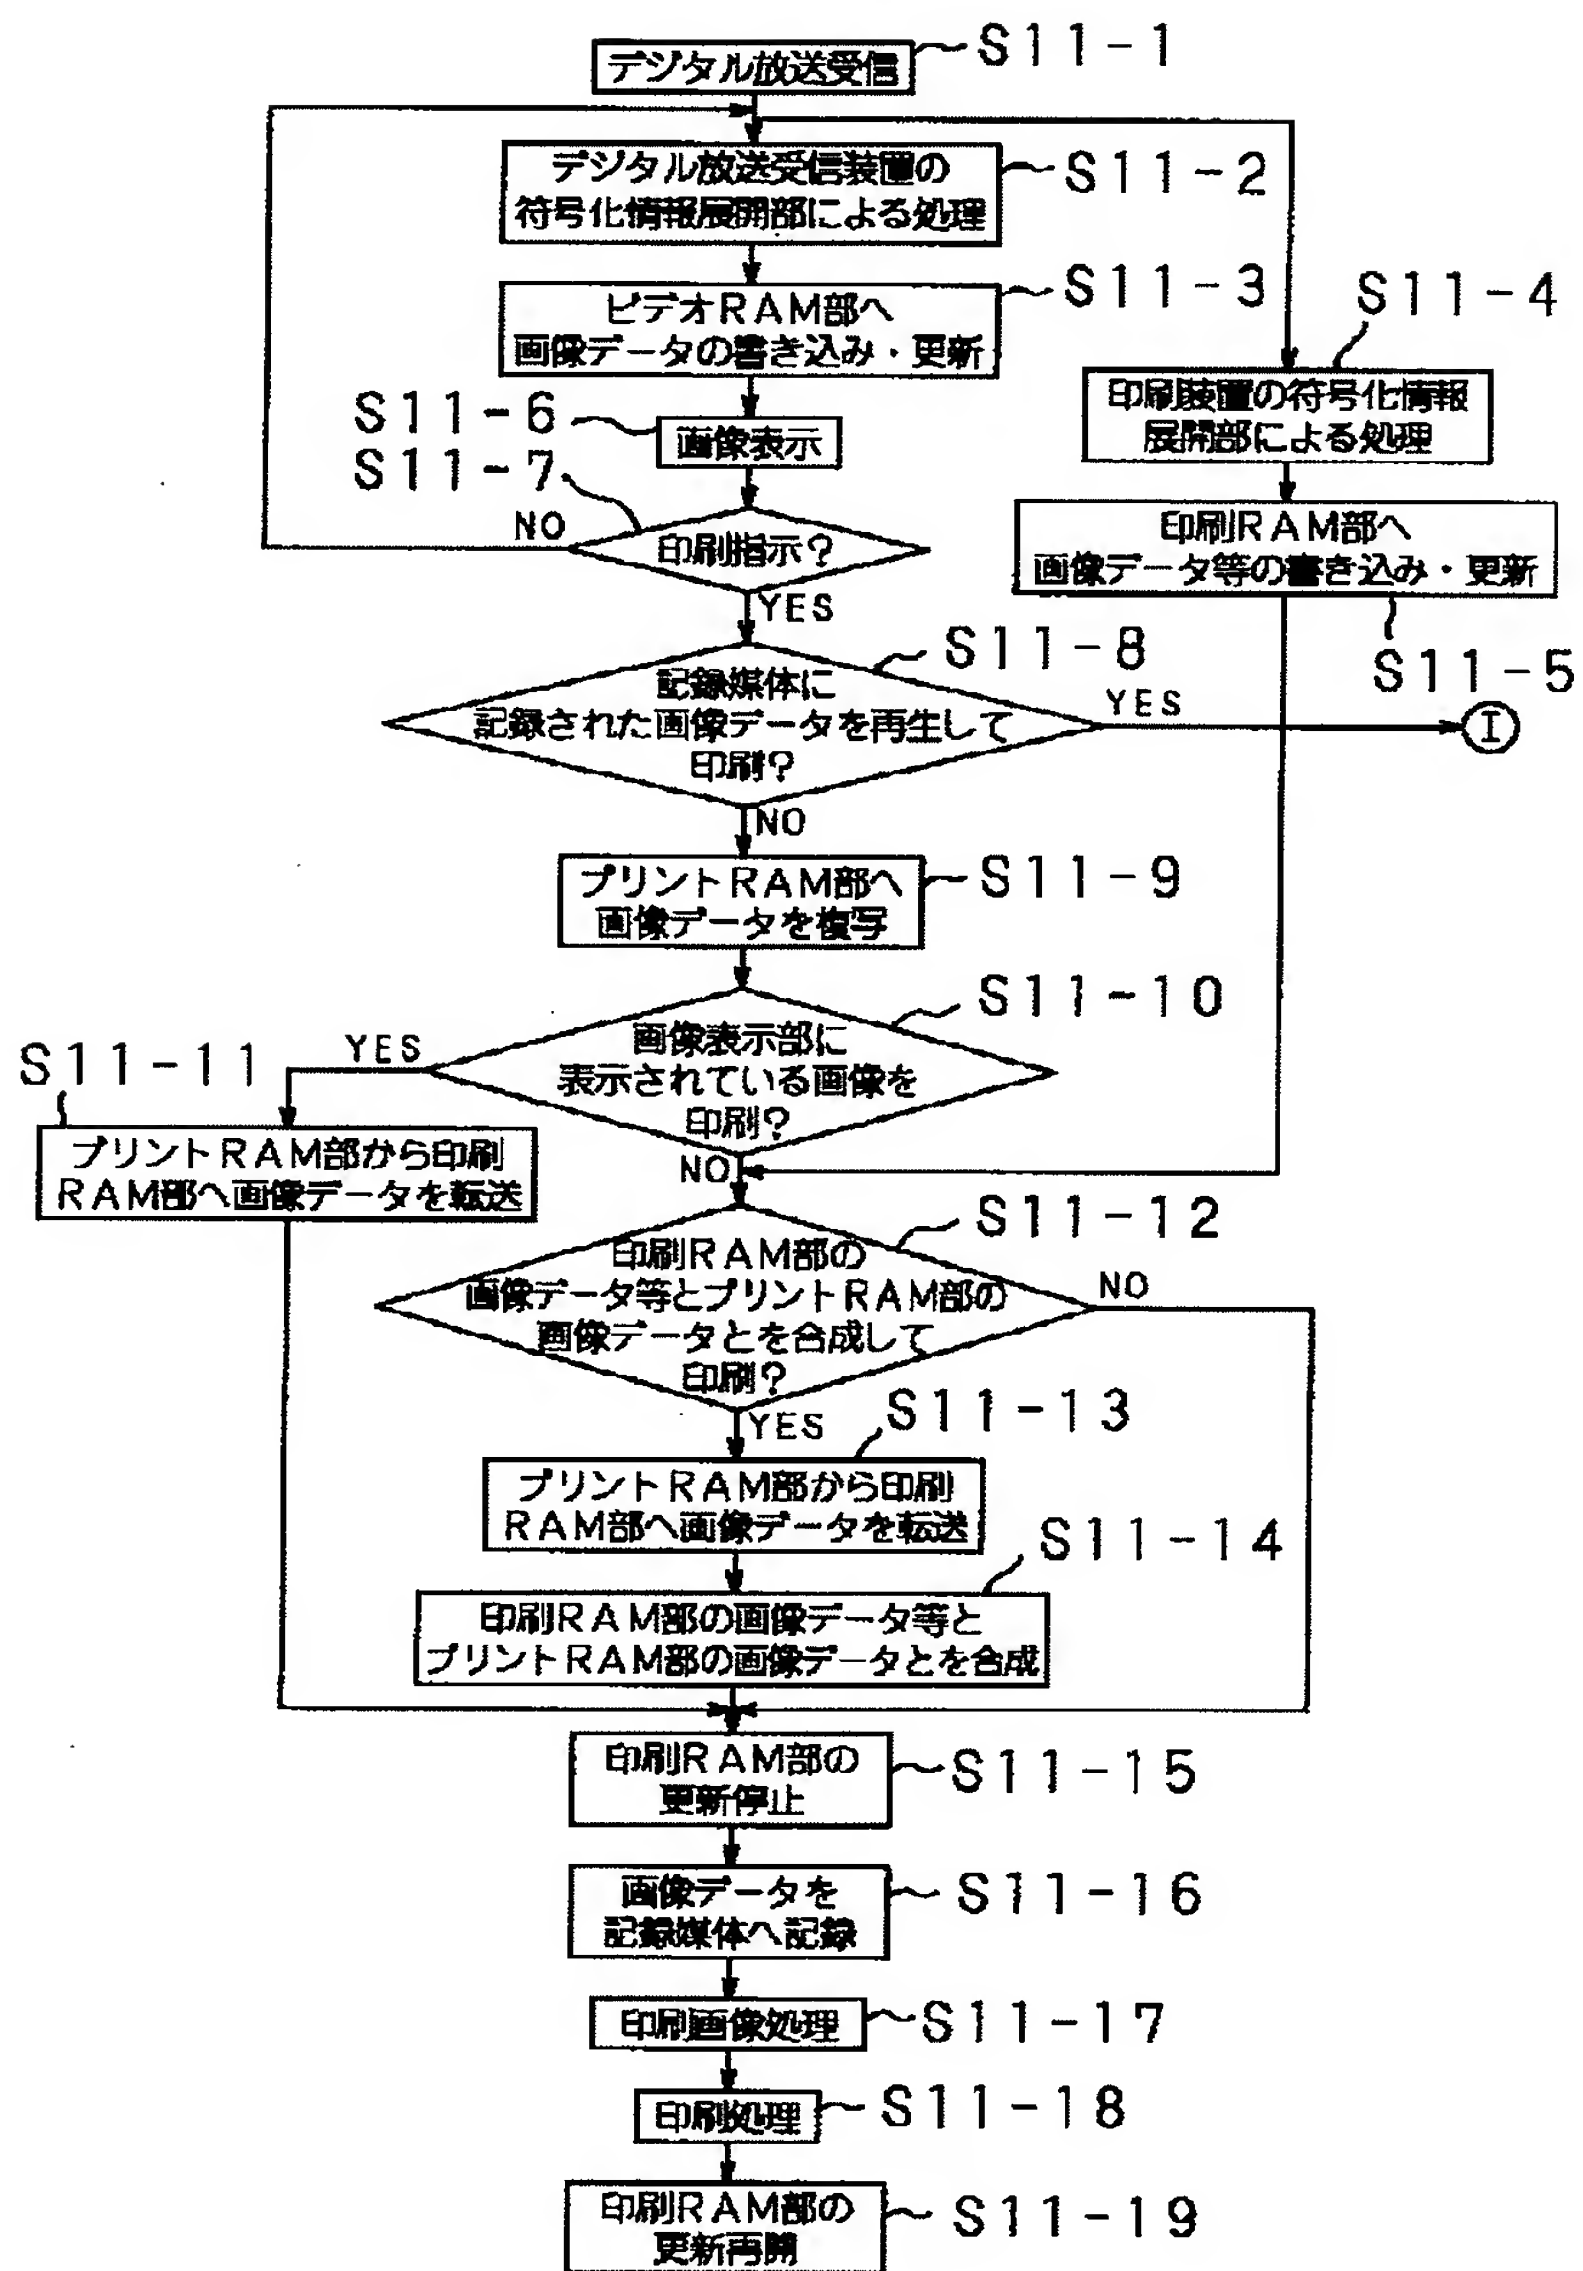 デジタル放送受信
S11-1
デジタル放送受信装置の
符号化情報展開部による処理
S11-2
ビデオRAM部へ
画像データの書き込み・更新
S11-3
S11-4
印刷装置の符号化情報
展開部による処理
S11-6
画像表示
S11-7
NO
印刷指示?
YES
印刷RAM部へ
画像データ等の書き込み・更新
S11-5
S11-8
記録媒体に
記録された画像データを再生して
印刷?
YES
I
NO
プリントRAM部へ
画像データを複写
S11-9
S11-10
画像表示部に
表示されている画像を
印刷?
YES
NO
S11-11
プリントRAM部から印刷
RAM部へ画像データを転送
S11-12
印刷RAM部の
画像データ等とプリントRAM部の
画像データとを合成して
印刷?
NO
YES
S11-13
プリントRAM部から印刷
RAM部へ画像データを転送
S11-14
印刷RAM部の画像データ等と
プリントRAM部の画像データとを合成
印刷RAM部の
更新停止
S11-15
画像データを
記録媒体へ記録
S11-16
印刷画像処理
S11-17
印刷処理
S11-18
印刷RAM部の
更新再開
S11-19